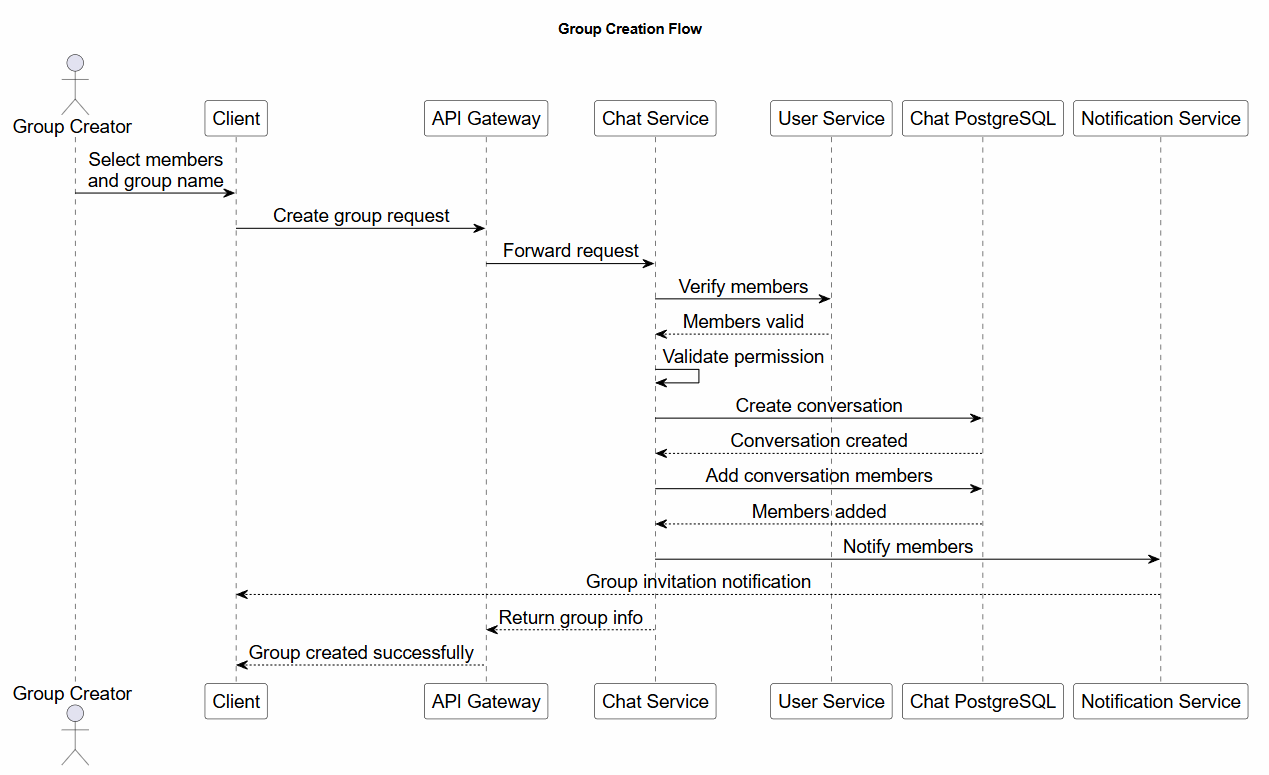 Group Creation Flow
Group Creator
Client
API Gateway
Chat Service
User Service
Chat PostgreSQL
Notification Service
Select members
and group name
Create group request
Forward request
Verify members
Members valid
Validate permission
Create conversation
Conversation created
Add conversation members
Members added
Notify members
Group invitation notification
Return group info
Group created successfully
Group Creator
Client
API Gateway
Chat Service
User Service
Chat PostgreSQL
Notification Service